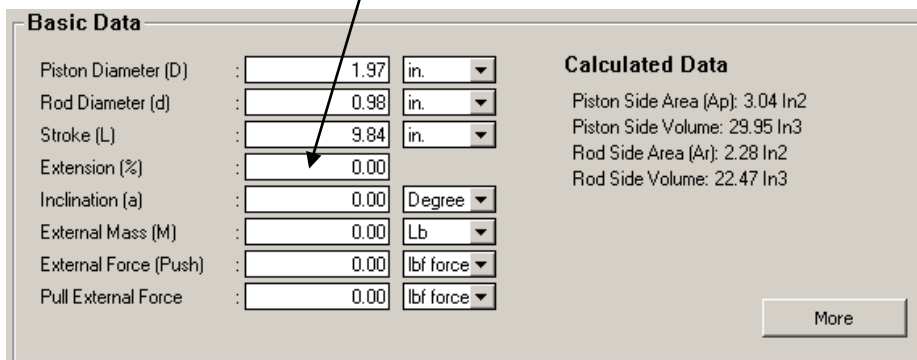 Basic Data
Piston Diameter (D) : 1.97 in.
Rod Diameter (d) : 0.98 in.
Stroke (L) : 9.84 in.
Extension (%) : 0.00
Inclination (a) : 0.00 Degree
External Mass (M) : 0.00 Lb
External Force (Push) : 0.00 lbf force
Pull External Force : 0.00 lbf force
Calculated Data
Piston Side Area (Ap): 3.04 In2
Piston Side Volume: 29.95 In3
Rod Side Area (Ar): 2.28 In2
Rod Side Volume: 22.47 In3
More